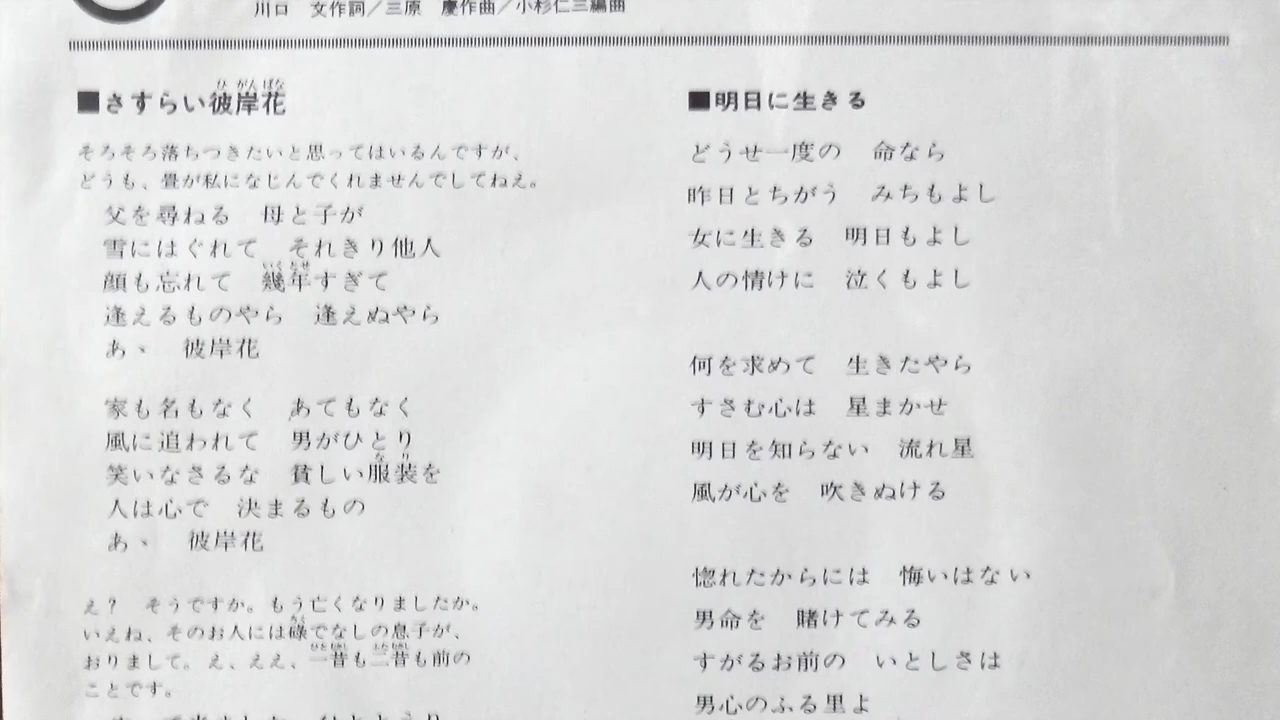 川口 文作詞／三原 慶作曲／小杉仁三編曲
■さすらい彼岸花
そろそろ落ちつきたいと思ってはいるんですが、
どうも、畳が私になじんでくれませんでしてねえ。
父を尋ねる 母と子が
雪にはぐれて それきり他人
顔も忘れて 幾年すぎて
逢えるものやら 逢えぬやら
あゝ 彼岸花
家も名もなく あてもなく
風に追われて 男がひとり
笑いなさるな 貧しい服装を
人は心で 決まるもの
あゝ 彼岸花
え？ そうですか。もう亡くなりましたか。
いえね、そのお人には碌でなしの息子が、
おりまして。え、ええ、一昔も二昔も前の
ことです。
■明日に生きる
どうせ一度の 命なら
昨日とちがう みちもよし
女に生きる 明日もよし
人の情けに 泣くもよし
何を求めて 生きたやら
すさむ心は 星まかせ
明日を知らない 流れ星
風が心を 吹きぬける
惚れたからには 悔いはない
男命を 賭けてみる
すがるお前の いとしさは
男心のふる里よ